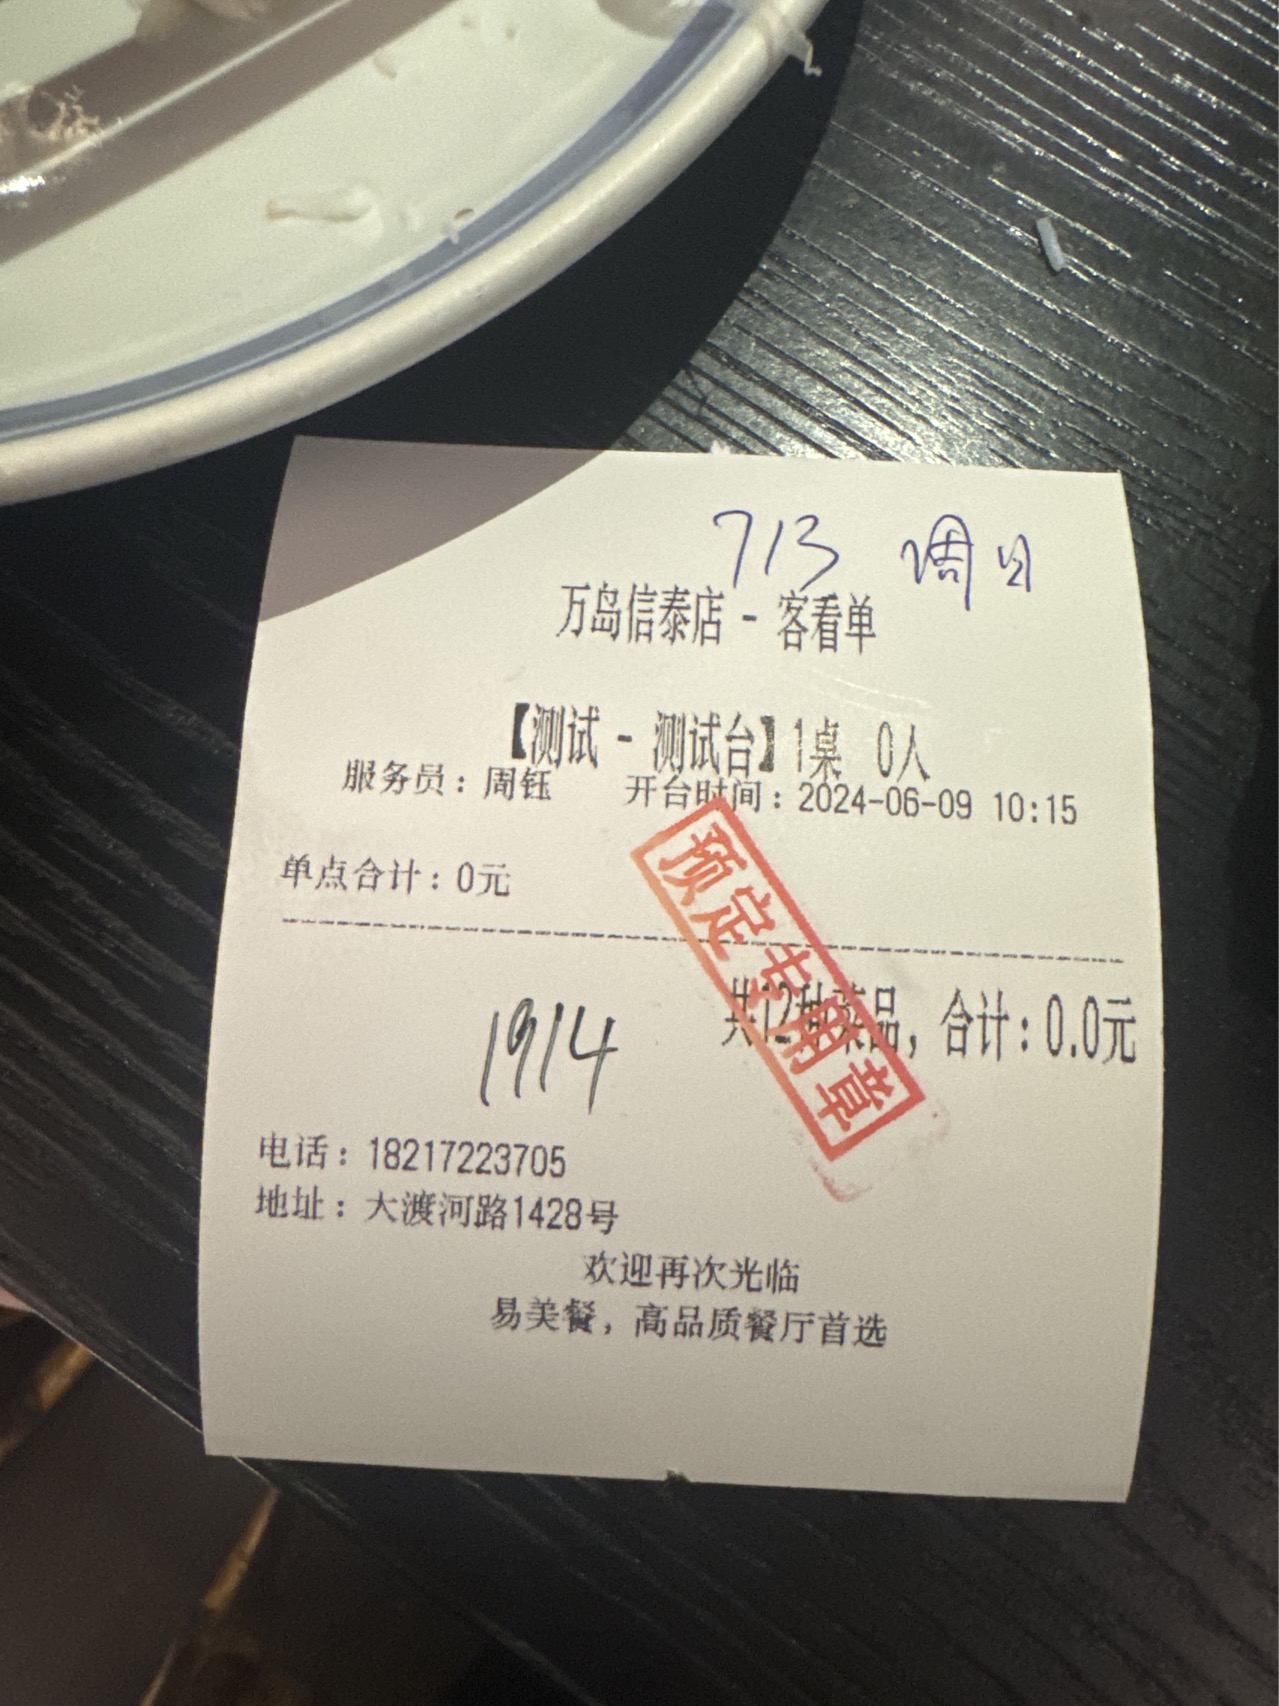 713 调日
万岛信泰店 - 客看单
【测试 - 测试台】1桌 0人
服务员：周钰 开台时间：2024-06-09 10:15
单点合计：0元
预定专用章
共12种菜品，合计：0.0元
1914
电话：18217223705
地址：大渡河路1428号
欢迎再次光临
易美餐，高品质餐厅首选